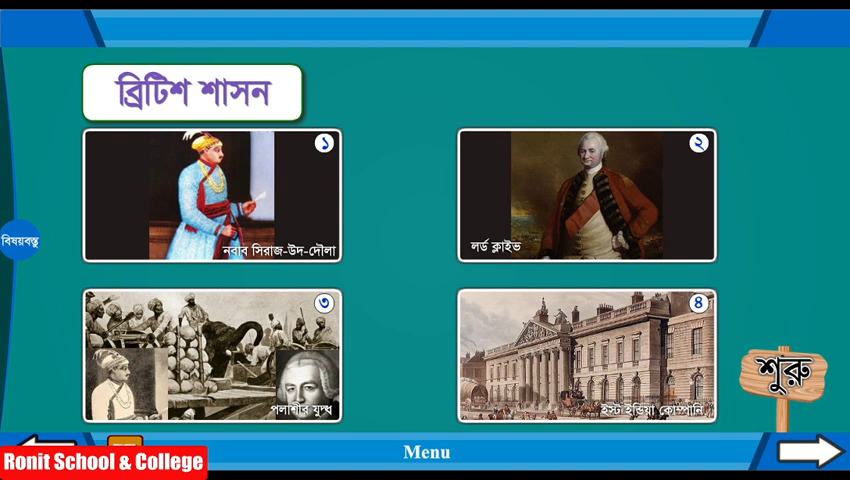 ব্রিটিশ শাসন
১
নবাব সিরাজ-উদ-দৌলা
২
লর্ড ক্লাইভ
বিষয়বস্তু
৩
পলাশীর যুদ্ধ
৪
ইস্ট ইন্ডিয়া কোম্পানি
শুরু
Menu
Ronit School & College